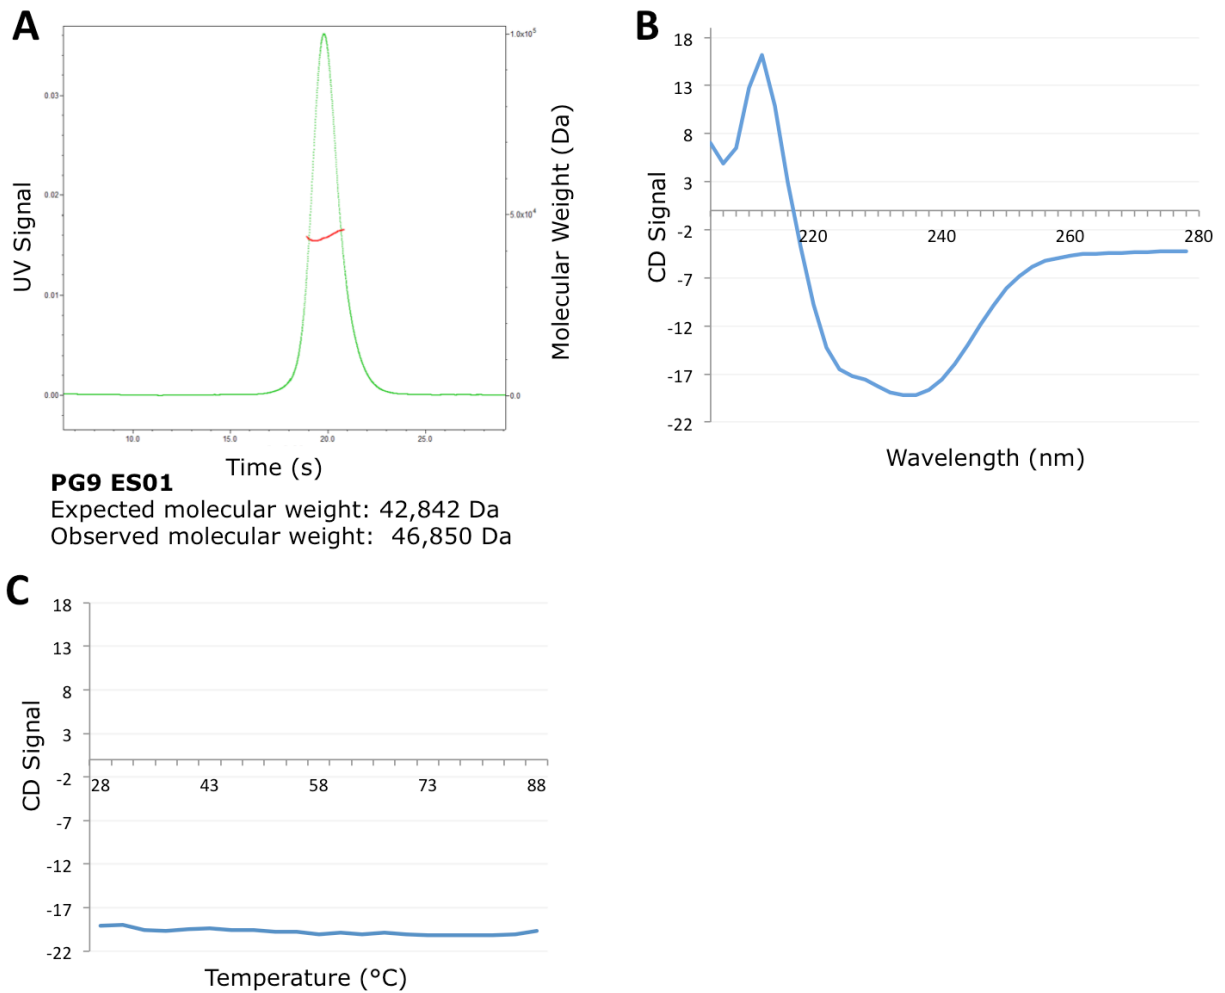 A
UV Signal
0.03
0.02
0.01
0.00
1.0x10⁵
5.0x10⁴
0.0
Molecular Weight (Da)
10.0
15.0
20.0
25.0
Time (s)
PG9 ES01
Expected molecular weight: 42,842 Da
Observed molecular weight: 46,850 Da
B
CD Signal
18
13
8
3
-2
-7
-12
-17
-22
220
240
260
280
Wavelength (nm)
C
CD Signal
18
13
8
3
-2
-7
-12
-17
-22
28
43
58
73
88
Temperature (°C)